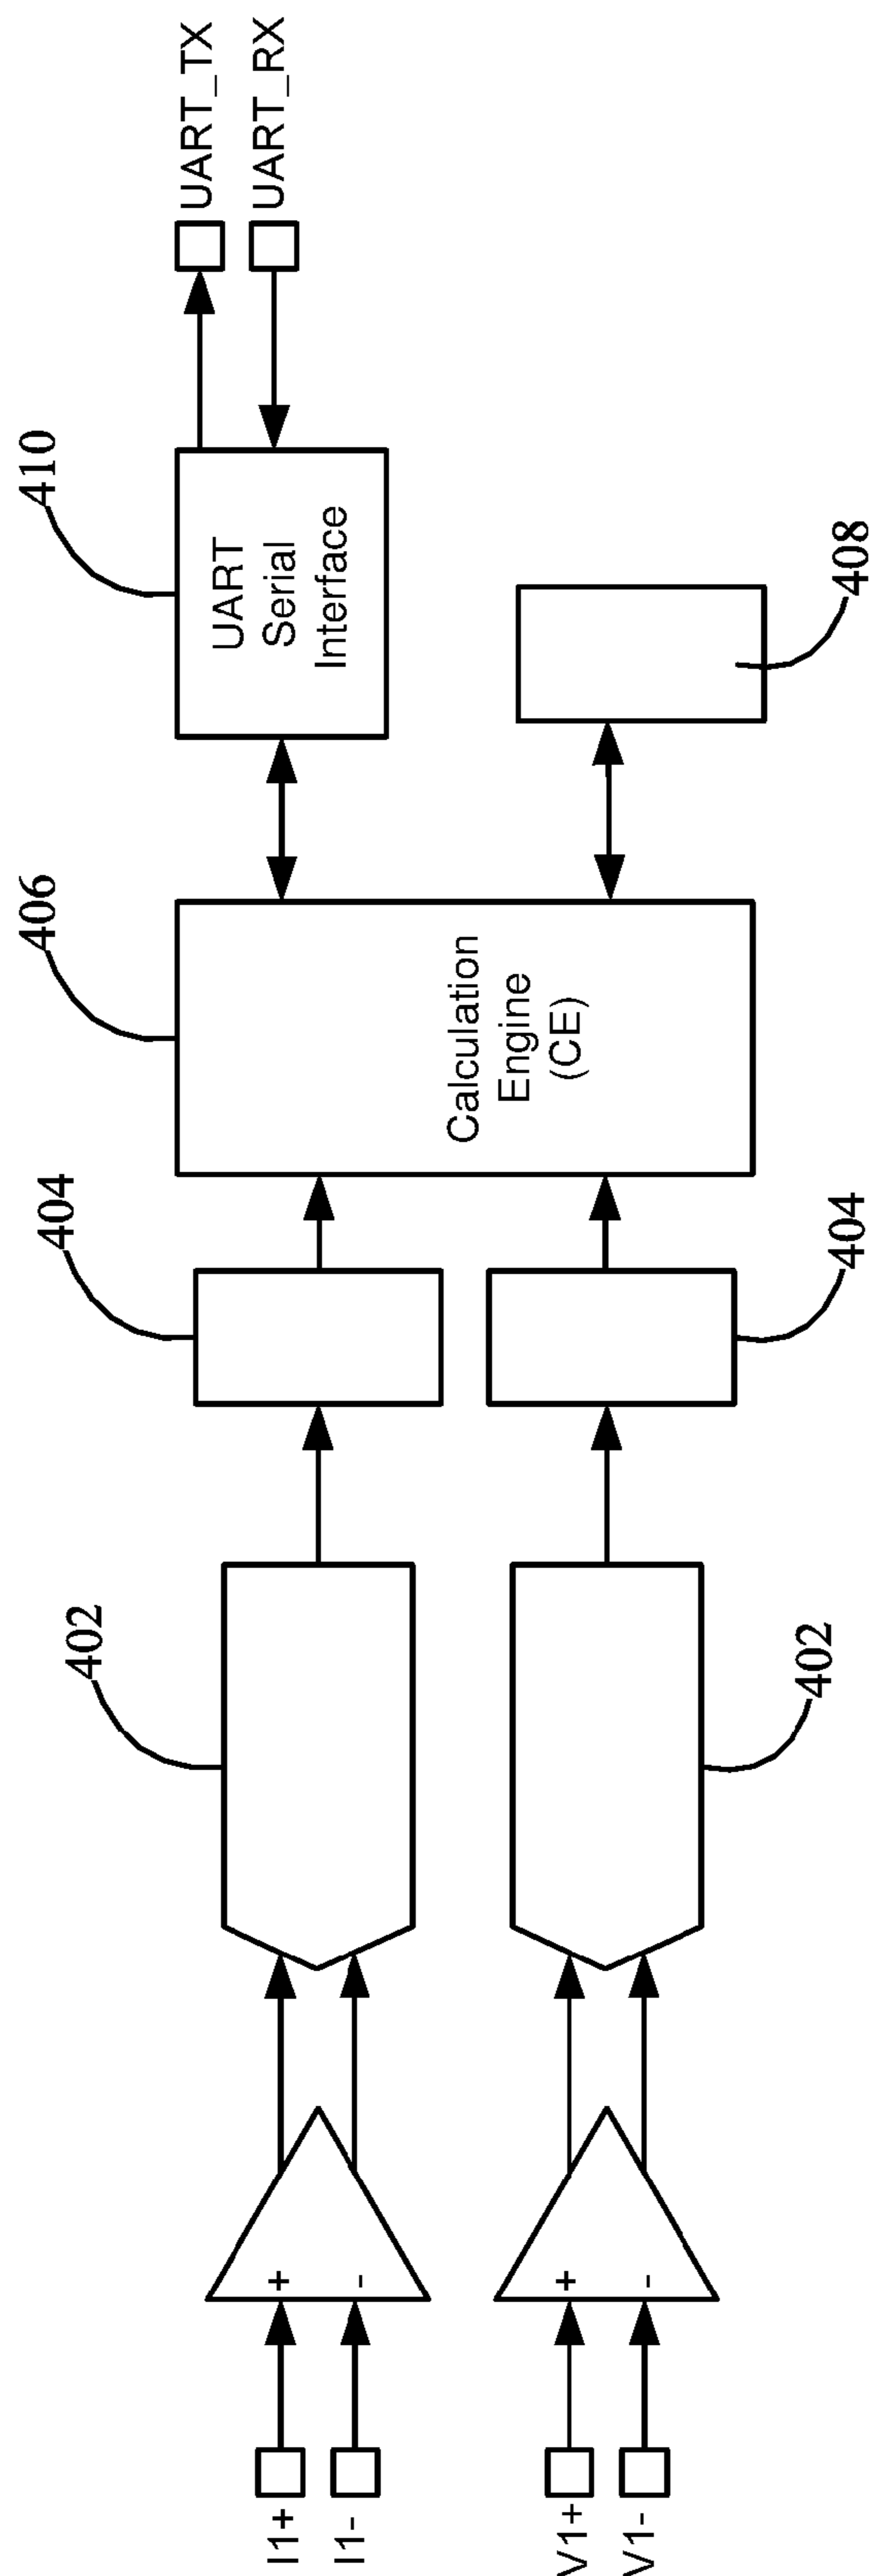 402
404
406
410
UART_TX
UART_RX
I1+
I1-
+
-
Calculation
Engine
(CE)
UART
Serial
Interface
V1+
V1-
+
-
402
404
408